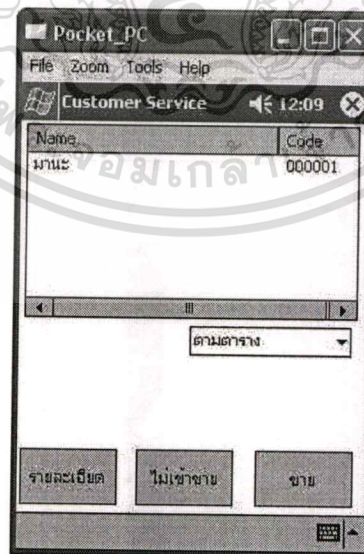 Pocket_PC
File Zoom Tools Help
Customer Service 12:09
Name Code
มานะ 000001
ตามตาราง
รายละเอียด ไม่เข้าขาย ขาย